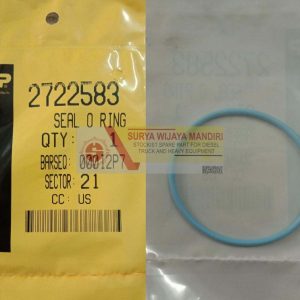 2722583
SEAL O RING
QTY: 1
BARSEQ: 00012P7
SECTOR: 21
CC: US
SURYA WIJAYA MANDIRI
STOCKIST SPARE PART FOR DIESEL
TRUCK AND HEAVY EQUIPMENT